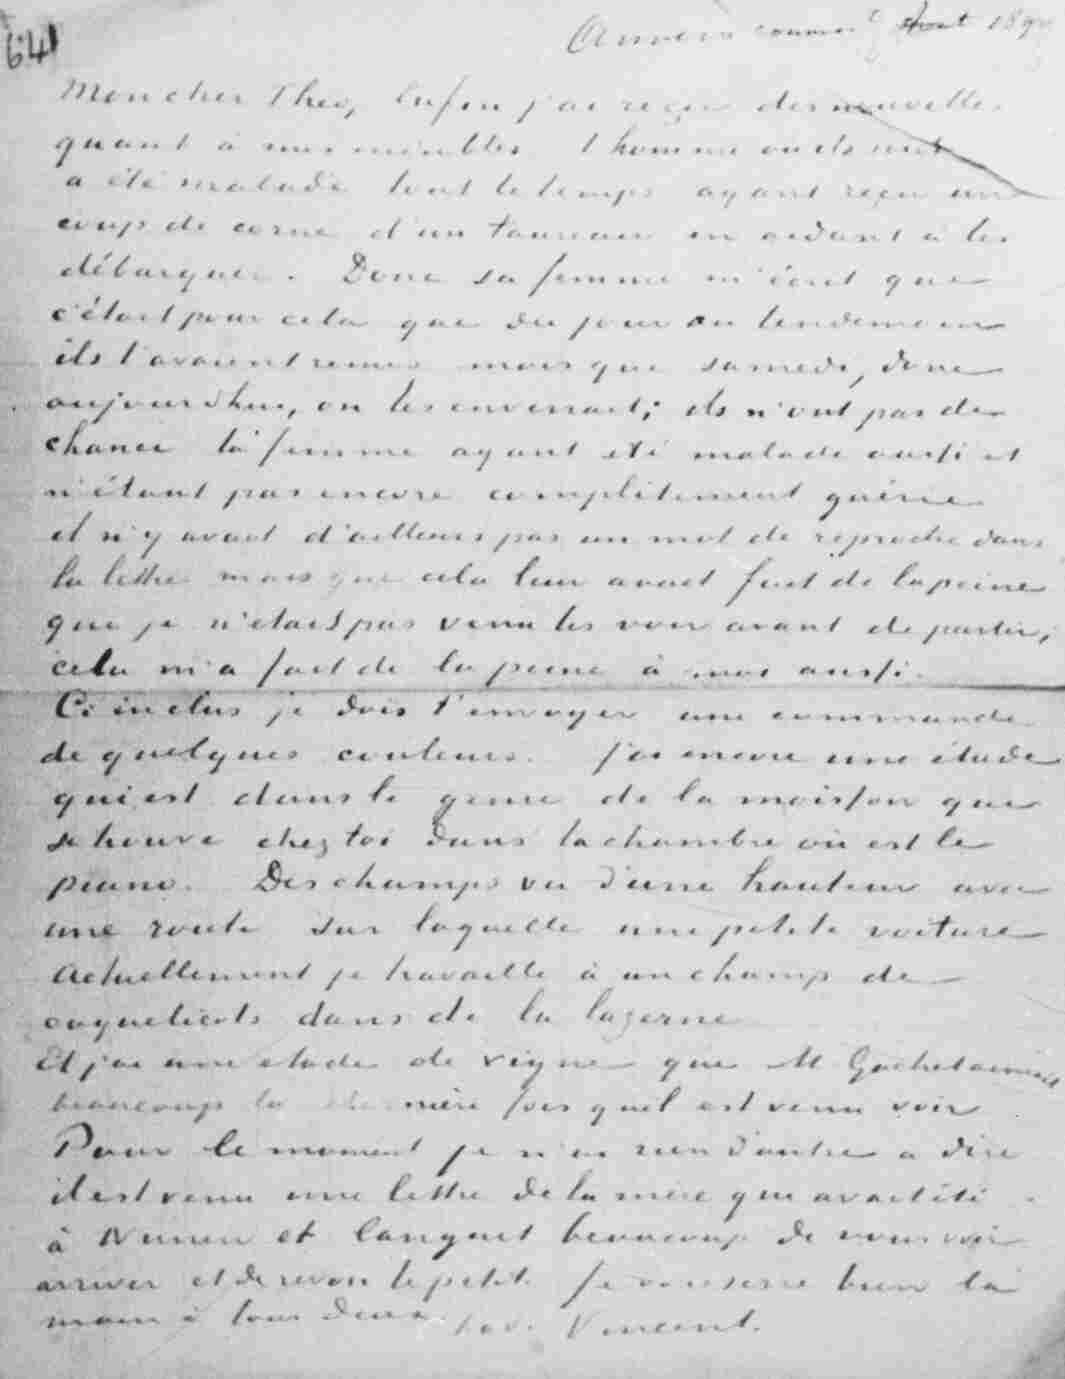 641
Auvers commt Août 1890
Mon cher Theo, Enfin j'ai reçu des nouvelles
quant à mes meubles l'homme où ils sont
a été malade tout le temps ayant reçu un
coup de corne d'un taureau en aidant à les
débarquer. Donc sa femme m'écrit que
c'était pour cela que du jour au lendemain
ils l'avaient remis mais que samedi, donc
aujourd'hui, on les enverrait; ils n'ont pas de
chance la femme ayant été malade aussi et
n'étant pas encore complètement guérie
il n'y avait d'ailleurs pas un mot de reproche dans
la lettre mais que cela leur avait fait de la peine
que je n'étais pas venu les voir avant de partir;
cela m'a fait de la peine à moi aussi.
Ci inclus je dois t'envoyer une commande
de quelques couleurs. J'ai encore une étude
qui est dans le genre de la moisson que
se trouve chez toi dans la chambre où est le
piano. Des champs vu d'une hauteur avec
une route sur laquelle une petite voiture
Actuellement je travaille à un champ de
coquelicots dans de la luzerne
Et j'ai une étude de vigne que M Gachet aimait
beaucoup la dernière fois qu'il est venu voir
Pour le moment je n'ai rien d'autre a dire
il est venu une lettre de la mère qui avait été
à Nunen et languit beaucoup de vous voir
arriver et de revoir le petit. Je vous serre bien la
main à tous deux. Vincent.